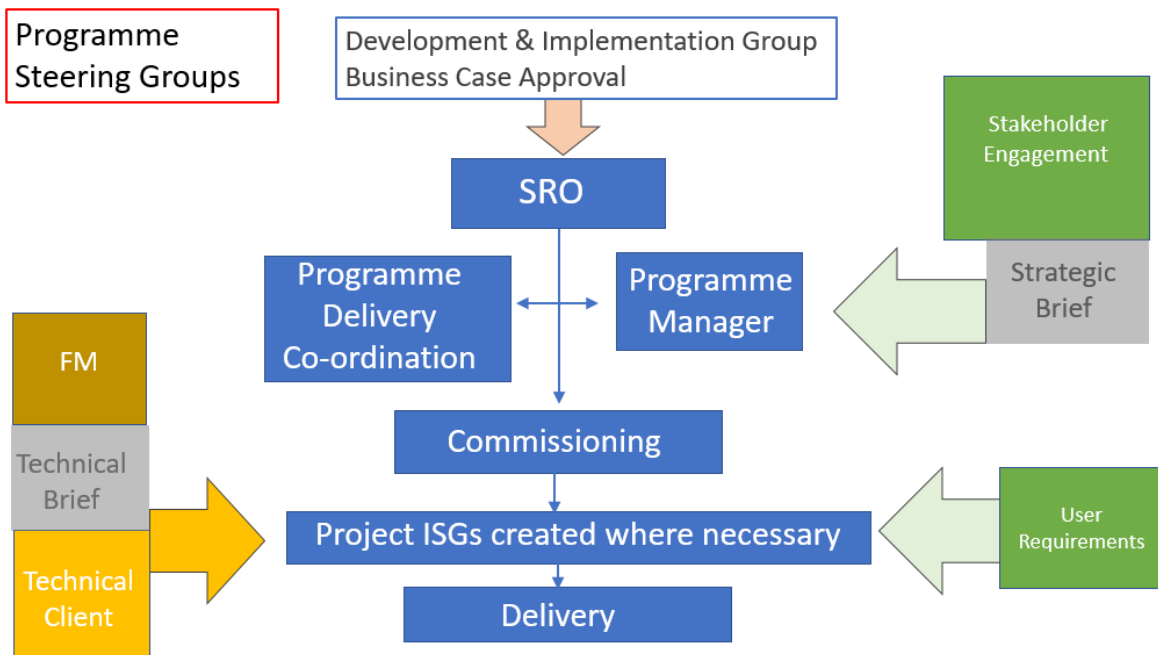 Programme
Steering Groups
Development & Implementation Group
Business Case Approval
Stakeholder
Engagement
SRO
Programme
Delivery
Co-ordination
Programme
Manager
Strategic
Brief
FM
Technical
Brief
Technical
Client
Commissioning
Project ISGs created where necessary
User
Requirements
Delivery